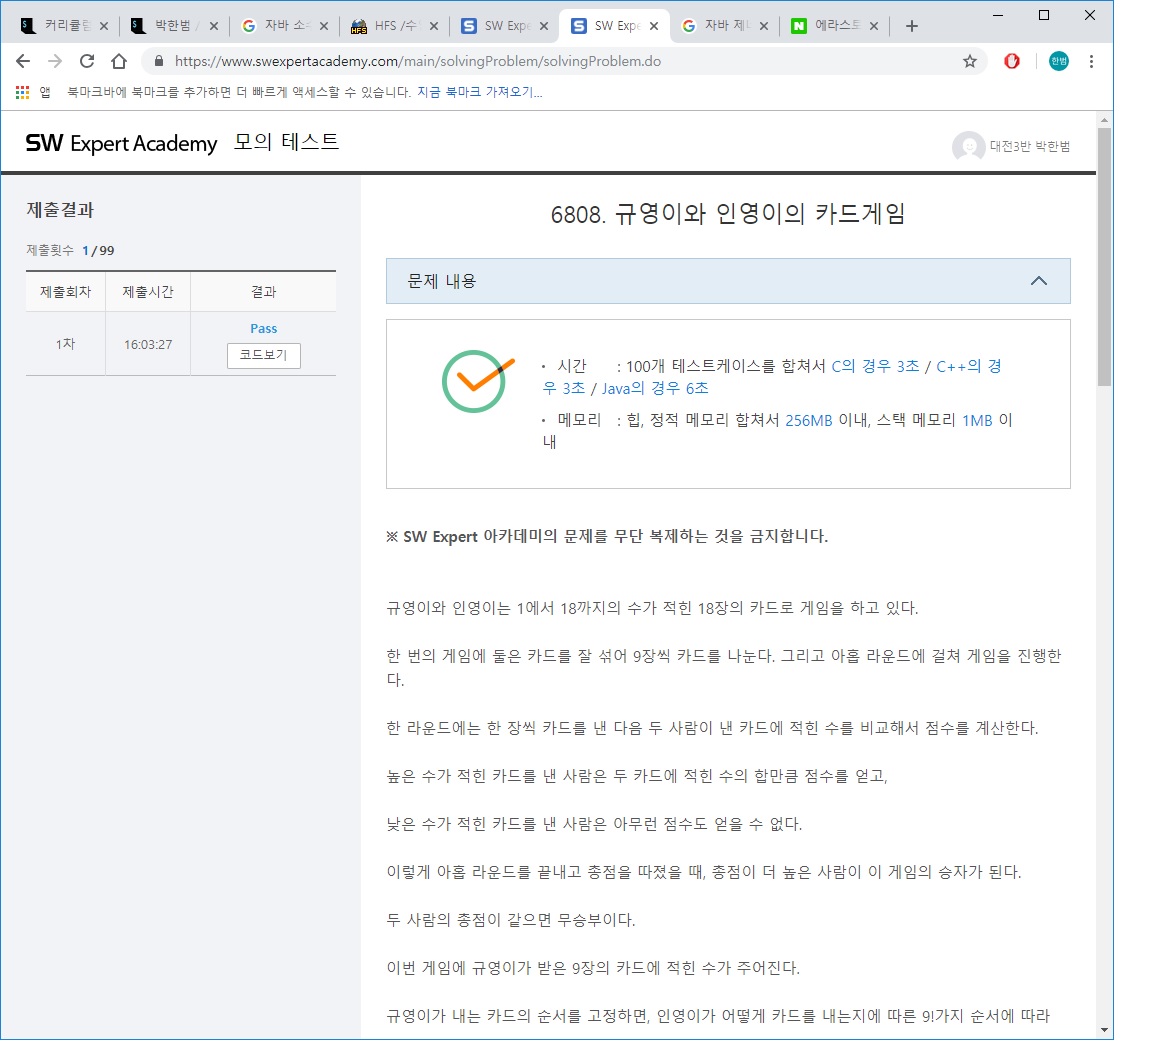 커리큘럼
박한범 /
자바 소수
HFS /수
SW Expe
SW Expe
자바 제
에라스토
https://www.swexpertacademy.com/main/solvingProblem/solvingProblem.do
한범
앱 북마크바에 북마크를 추가하면 더 빠르게 액세스할 수 있습니다. 지금 북마크 가져오기...
SW Expert Academy 모의 테스트
대전3반 박한범
제출결과
제출횟수 1 / 99
제출회차 제출시간 결과
1차 16:03:27 Pass
코드보기
6808. 규영이와 인영이의 카드게임
문제 내용
• 시간 : 100개 테스트케이스를 합쳐서 C의 경우 3초 / C++의 경
우 3초 / Java의 경우 6초
• 메모리 : 힙, 정적 메모리 합쳐서 256MB 이내, 스택 메모리 1MB 이
내
※ SW Expert 아카데미의 문제를 무단 복제하는 것을 금지합니다.
규영이와 인영이는 1에서 18까지의 수가 적힌 18장의 카드로 게임을 하고 있다.
한 번의 게임에 둘은 카드를 잘 섞어 9장씩 카드를 나눈다. 그리고 아홉 라운드에 걸쳐 게임을 진행한
다.
한 라운드에는 한 장씩 카드를 낸 다음 두 사람이 낸 카드에 적힌 수를 비교해서 점수를 계산한다.
높은 수가 적힌 카드를 낸 사람은 두 카드에 적힌 수의 합만큼 점수를 얻고,
낮은 수가 적힌 카드를 낸 사람은 아무런 점수도 얻을 수 없다.
이렇게 아홉 라운드를 끝내고 총점을 따졌을 때, 총점이 더 높은 사람이 이 게임의 승자가 된다.
두 사람의 총점이 같으면 무승부이다.
이번 게임에 규영이가 받은 9장의 카드에 적힌 수가 주어진다.
규영이가 내는 카드의 순서를 고정하면, 인영이가 어떻게 카드를 내는지에 따른 9!가지 순서에 따라